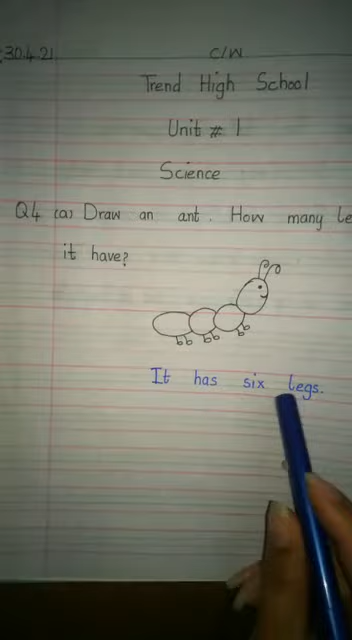 30.4.21 C/W
Trend High School
Unit # 1
Science
Q4 (a) Draw an ant. How many le
it have?
It has six legs.